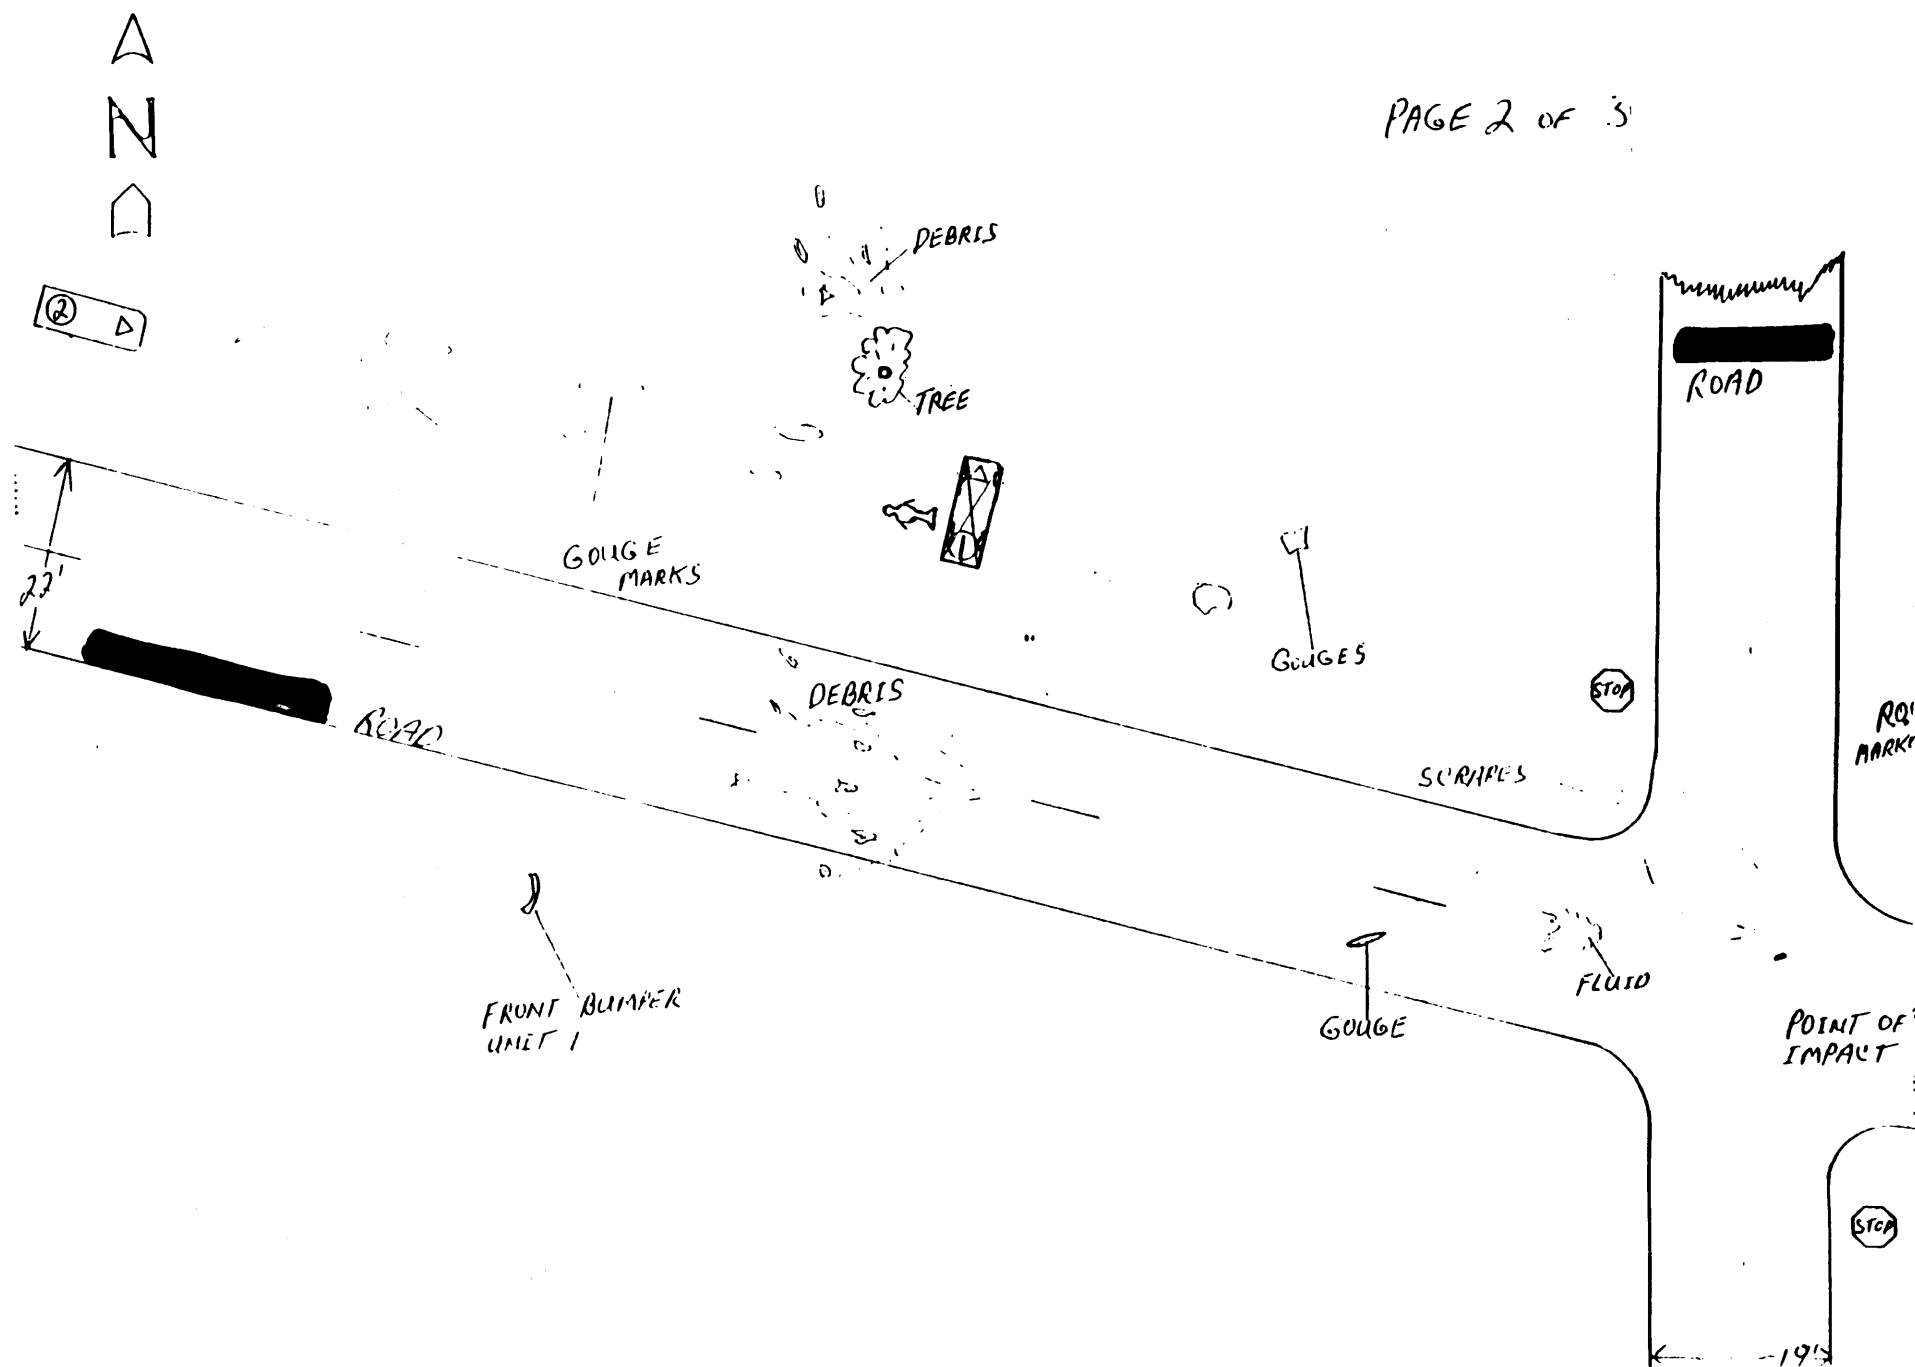 N
PAGE 2 OF 3
DEBRIS
2
TREE
ROAD
1
GOUGE
MARKS
22'
GOUGES
STOP
DEBRIS
ROAD
SCRAPES
FLUID
FRONT BUMPER
UNIT 1
GOUGE
POINT OF
IMPACT
STOP
19'